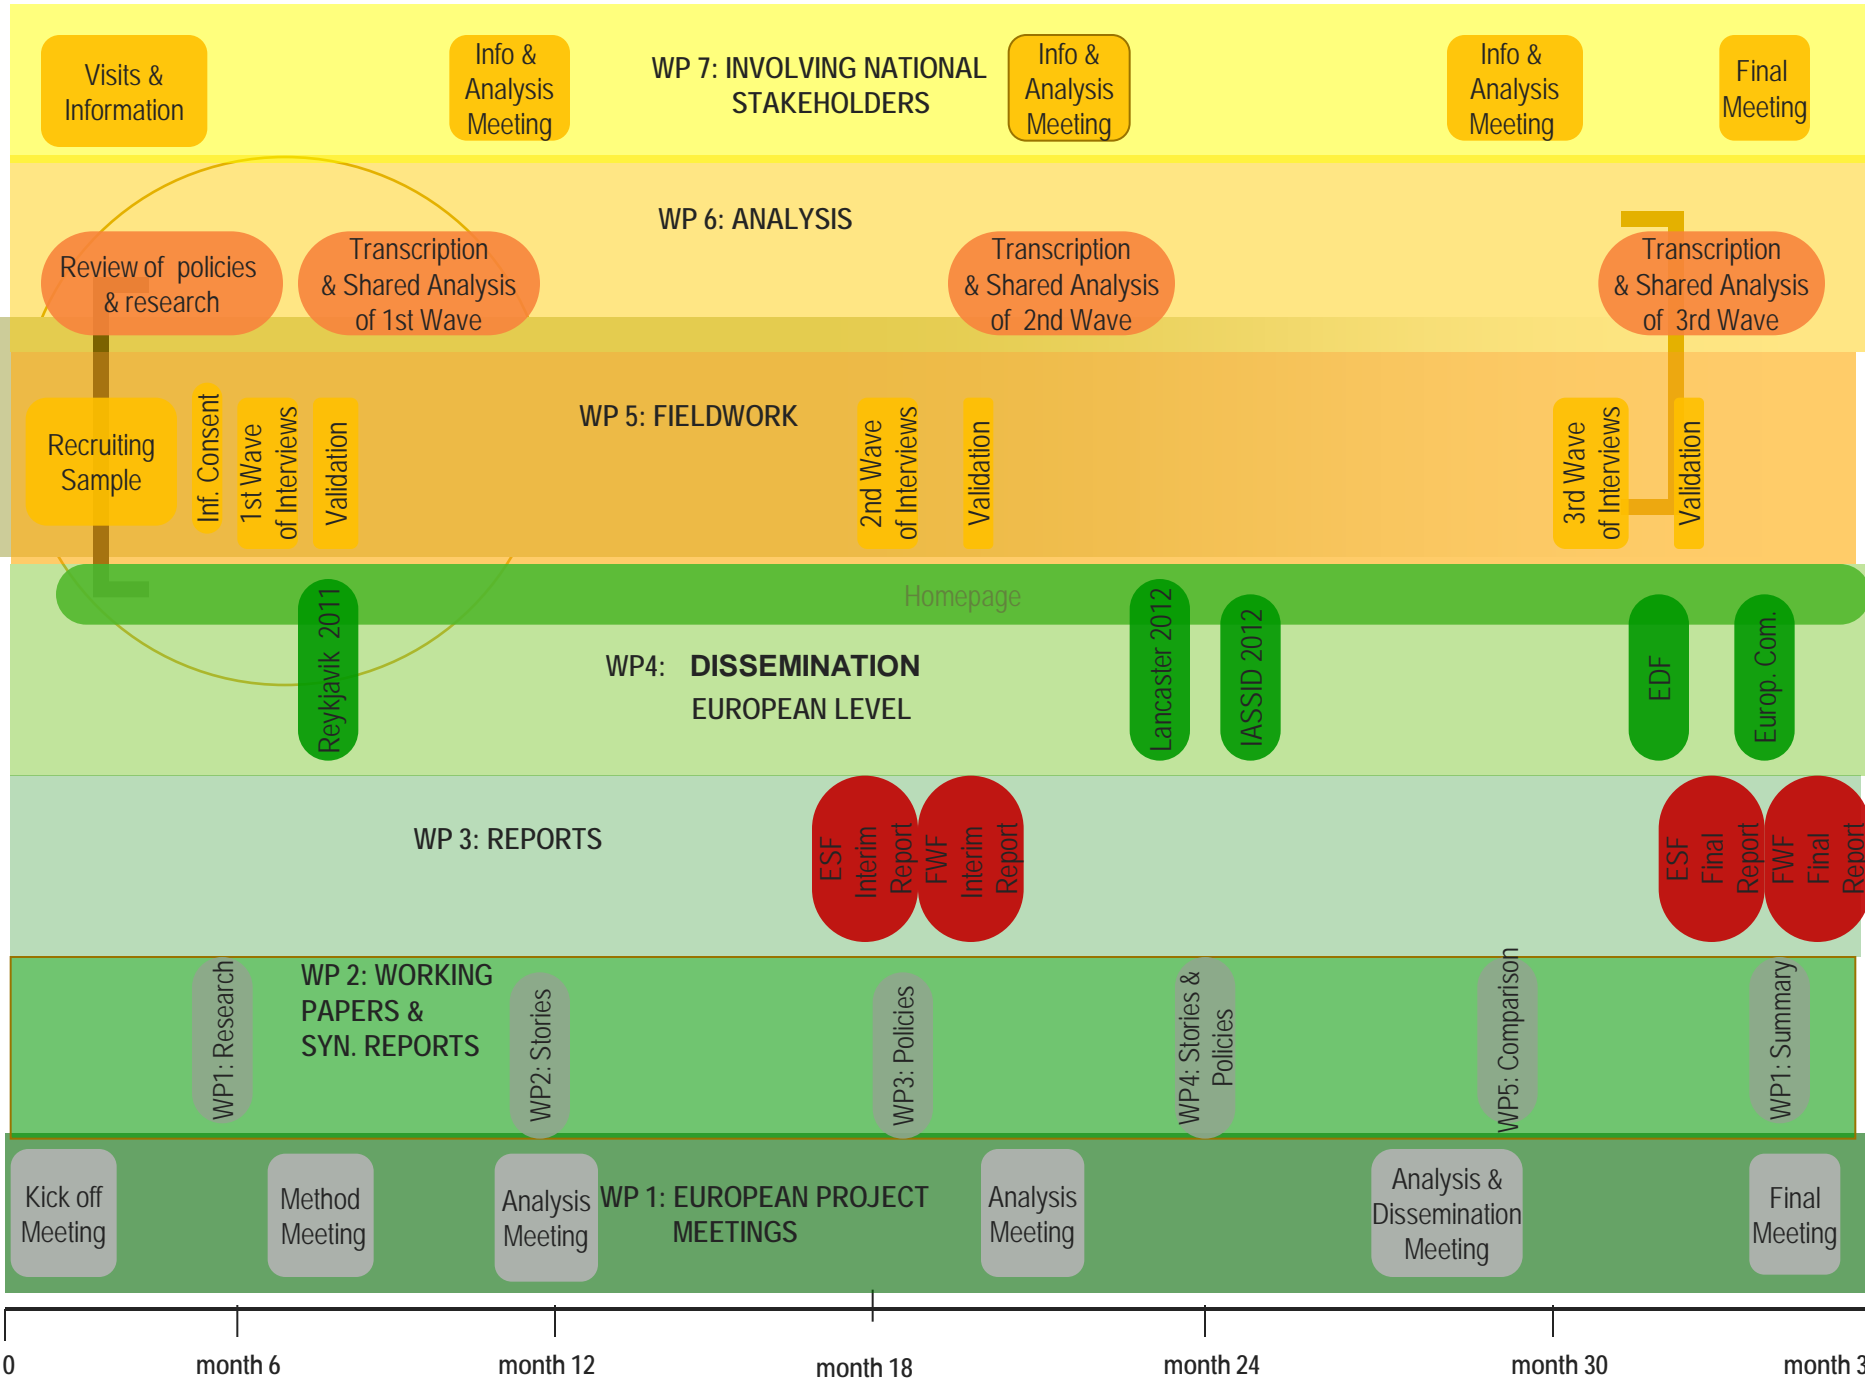 Visits &
Information
Info &
Analysis
Meeting
WP 7: INVOLVING NATIONAL
STAKEHOLDERS
Info &
Analysis
Meeting
Info &
Analysis
Meeting
Final
Meeting
WP 6: ANALYSIS
Review of policies
& research
Transcription
& Shared Analysis
of 1st Wave
Transcription
& Shared Analysis
of 2nd Wave
Transcription
& Shared Analysis
of 3rd Wave
WP 5: FIELDWORK
Recruiting
Sample
Inf. Consent
1st Wave
of Interviews
Validation
2nd Wave
of Interviews
Validation
3rd Wave
of Interviews
Validation
Homepage
Reykjavik 2011
WP4: DISSEMINATION
EUROPEAN LEVEL
Lancaster 2012
IASSID 2012
EDF
Europ. Com.
WP 3: REPORTS
ESF
Interim
Report
FWF
Interim
Report
ESF
Final
Report
FWF
Final
Report
WP1: Research
WP 2: WORKING
PAPERS &
SYN. REPORTS
WP2: Stories
WP3: Policies
WP4: Stories &
Policies
WP5: Comparison
WP1: Summary
Kick off
Meeting
Method
Meeting
Analysis
Meeting
WP 1: EUROPEAN PROJECT
MEETINGS
Analysis
Meeting
Analysis &
Dissemination
Meeting
Final
Meeting
0
month 6
month 12
month 18
month 24
month 30
month 3